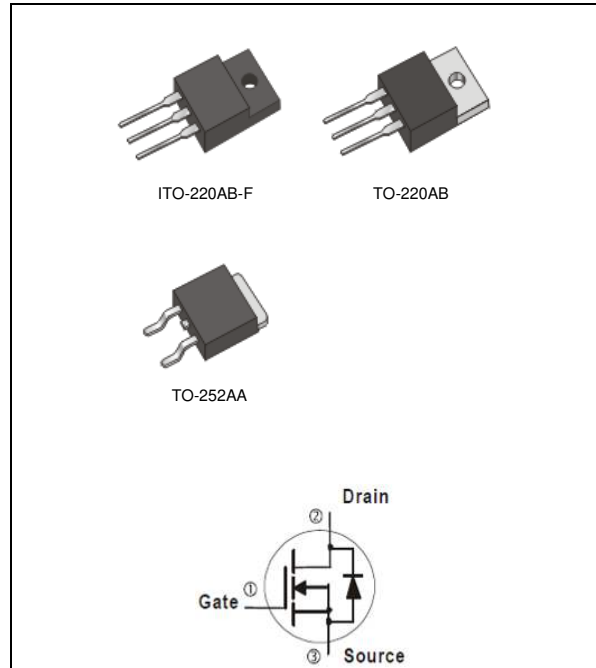 ITO-220AB-F
TO-220AB
TO-252AA
Drain
②
①
Gate
③
Source